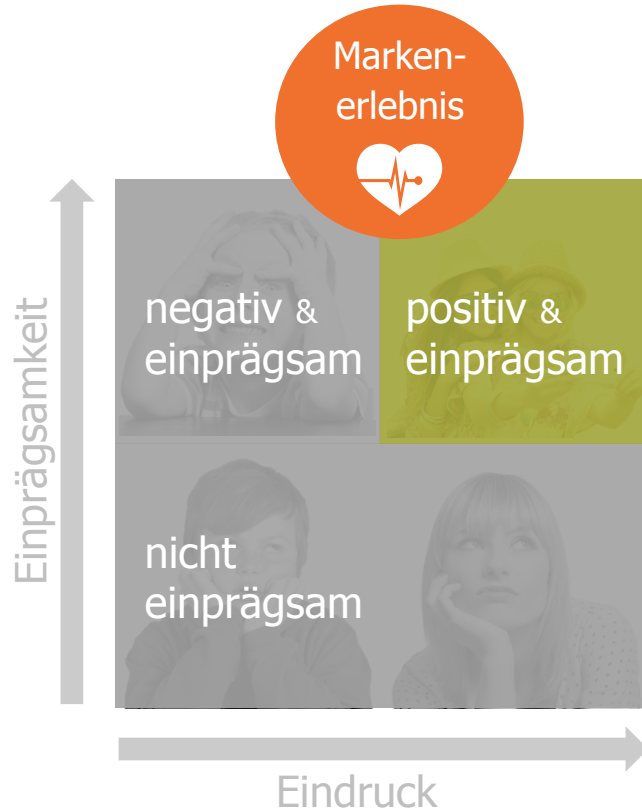 Marken-
erlebnis
negativ &
einprägsam
positiv &
einprägsam
nicht
einprägsam
Einprägsamkeit
Eindruck